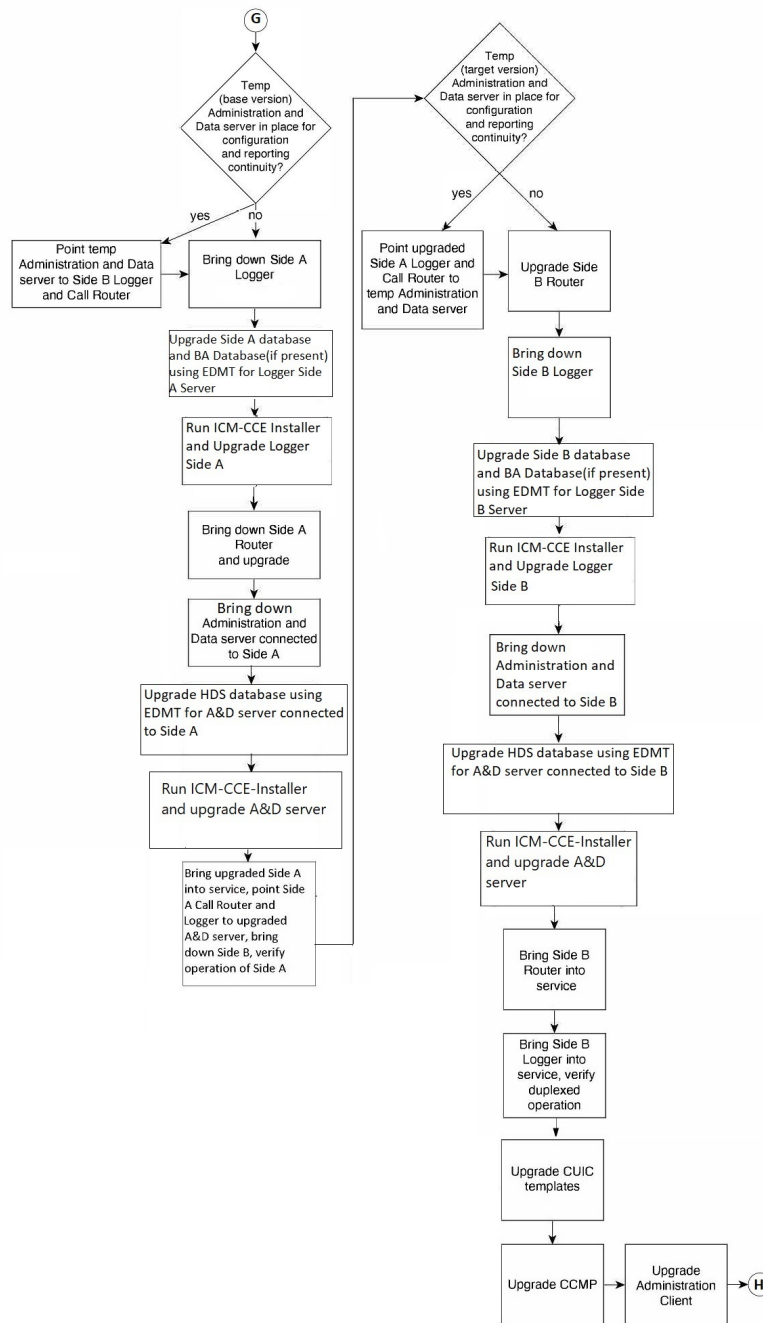 G
Temp
(base version)
Administration and
Data server in place for
configuration
and reporting
continuity?
yes
no
Point temp
Administration and Data
server to Side B Logger
and Call Router
Bring down Side A
Logger
Upgrade Side A database
and BA Database(if present)
using EDMT for Logger Side
A Server
Run ICM-CCE Installer
and Upgrade Logger
Side A
Bring down Side A
Router
and upgrade
Bring down
Administration and
Data server connected
to Side A
Upgrade HDS database using
EDMT for A&D server connected
to Side A
Run ICM-CCE-Installer
and upgrade A&D server
Bring upgraded Side A
into service, point Side
A Call Router and
Logger to upgraded
A&D server, bring
down Side B, verify
operation of Side A
Temp
(target version)
Administration and
Data server in place for
configuration
and reporting
continuity?
yes
no
Point upgraded
Side A Logger and
Call Router to
temp Administration
and Data server
Upgrade Side
B Router
Bring down
Side B Logger
Upgrade Side B database
and BA Database(if present)
using EDMT for Logger Side
B Server
Run ICM-CCE Installer
and Upgrade Logger
Side B
Bring down
Administration and
Data server
connected to Side B
Upgrade HDS database using EDMT
for A&D server connected to Side B
Run ICM-CCE-Installer
and upgrade A&D
server
Bring Side B
Router into
service
Bring Side B
Logger into
service, verify
duplexed
operation
Upgrade CUIC
templates
Upgrade CCMP
Upgrade
Administration
Client
H